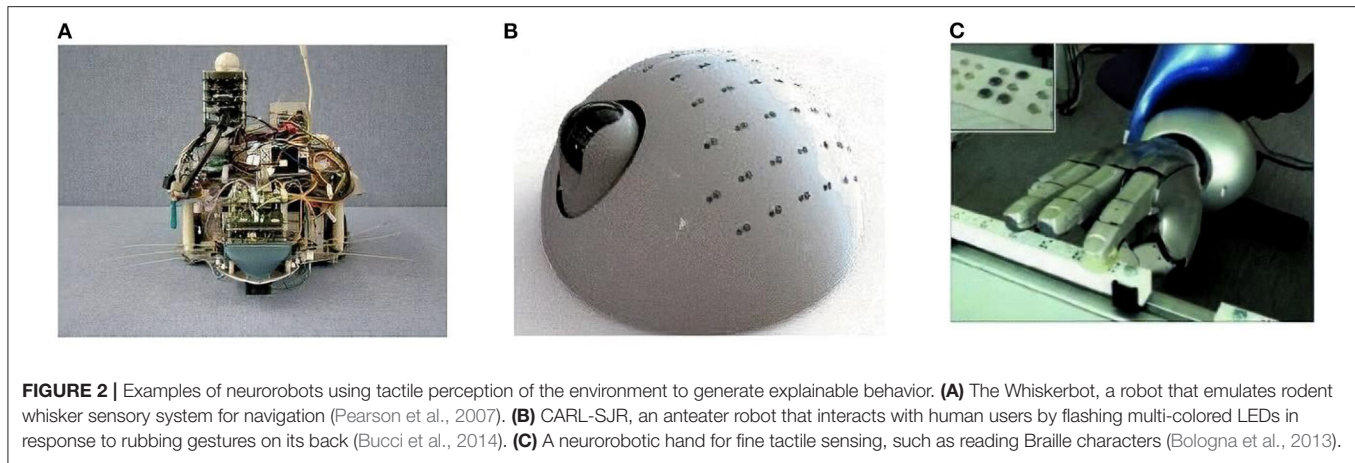 A
B
C
FIGURE 2 | Examples of neurorobots using tactile perception of the environment to generate explainable behavior. (A) The Whiskerbot, a robot that emulates rodent
whisker sensory system for navigation (Pearson et al., 2007). (B) CARL-SJR, an anteater robot that interacts with human users by flashing multi-colored LEDs in
response to rubbing gestures on its back (Bucci et al., 2014). (C) A neurorobotic hand for fine tactile sensing, such as reading Braille characters (Bologna et al., 2013).